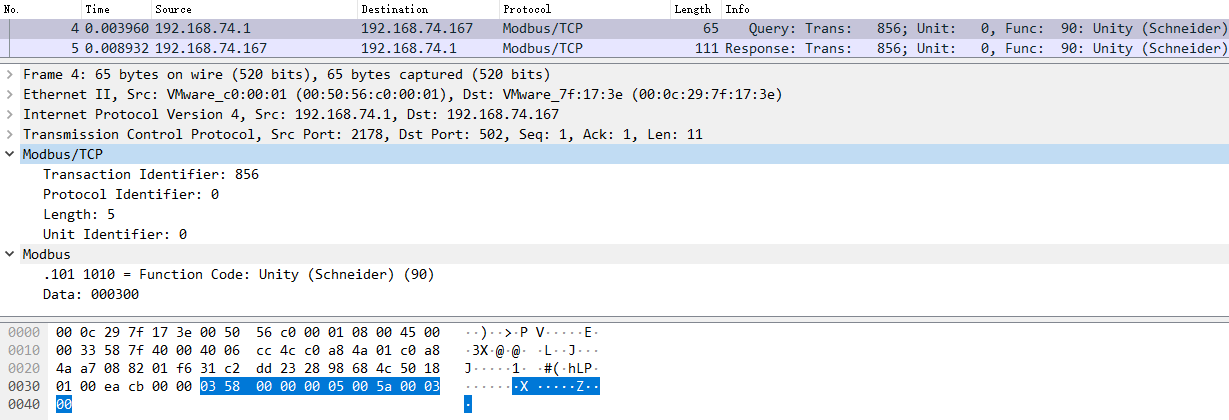 No. Time Source Destination Protocol Length Info
4 0.003960 192.168.74.1 192.168.74.167 Modbus/TCP 65 Query: Trans: 856; Unit: 0, Func: 90: Unity (Schneider)
5 0.008932 192.168.74.167 192.168.74.1 Modbus/TCP 111 Response: Trans: 856; Unit: 0, Func: 90: Unity (Schneider)
Frame 4: 65 bytes on wire (520 bits), 65 bytes captured (520 bits)
Ethernet II, Src: VMware_c0:00:01 (00:50:56:c0:00:01), Dst: VMware_7f:17:3e (00:0c:29:7f:17:3e)
Internet Protocol Version 4, Src: 192.168.74.1, Dst: 192.168.74.167
Transmission Control Protocol, Src Port: 2178, Dst Port: 502, Seq: 1, Ack: 1, Len: 11
Modbus/TCP
Transaction Identifier: 856
Protocol Identifier: 0
Length: 5
Unit Identifier: 0
Modbus
.101 1010 = Function Code: Unity (Schneider) (90)
Data: 000300
0000 00 0c 29 7f 17 3e 00 50 56 c0 00 01 08 00 45 00 ··)··>·P V·····E·
0010 00 33 58 7f 40 00 40 06 cc 4c c0 a8 4a 01 c0 a8 ·3X·@·@· ·L··J···
0020 4a a7 08 82 01 f6 31 c2 dd 23 28 98 68 4c 50 18 J·····1· ·#(·hLP·
0030 01 00 ea cb 00 00 03 58 00 00 00 05 00 5a 00 03 ·······X ·····Z··
0040 00 ·